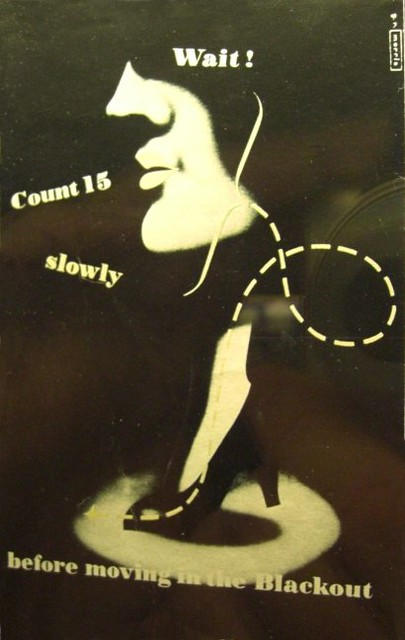 Wait!
Count 15
slowly
before moving in the Blackout